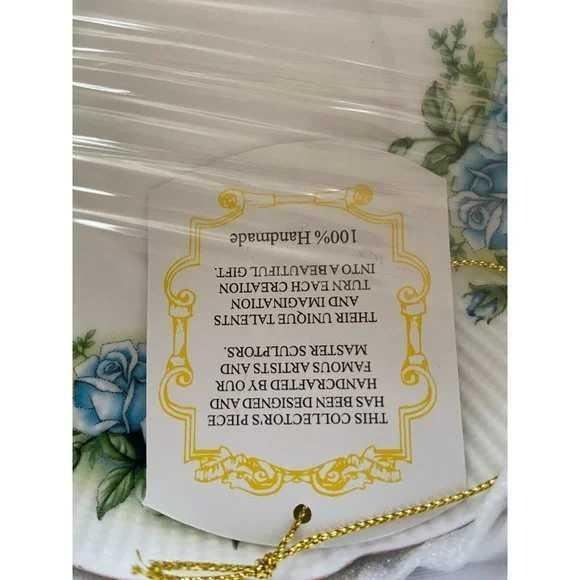 THIS COLLECTOR'S PIECE
HAS BEEN DESIGNED AND
HANDCRAFTED BY OUR
FAMOUS ARTISTS AND
MASTER SCULPTORS.
THEIR UNIQUE TALENTS
AND IMAGINATION
TURN EACH CREATION
INTO A BEAUTIFUL GIFT.
100% Handmade